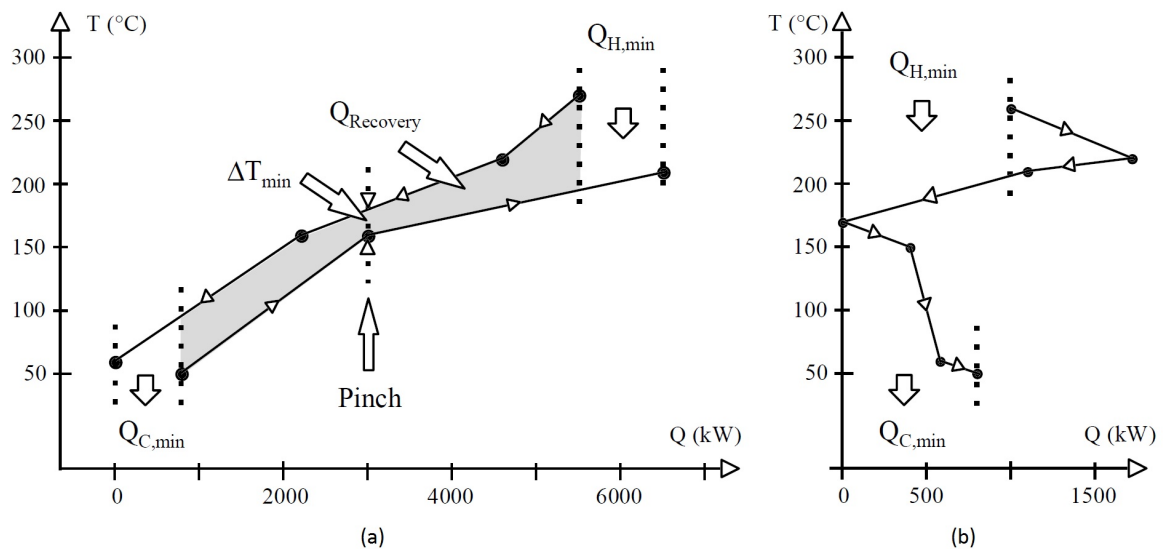 T (°C)
300
250
200
150
100
50
Q_H,min
Q_Recovery
ΔT_min
Pinch
Q_C,min
Q (kW)
0
2000
4000
6000
(a)
T (°C)
300
250
200
150
100
50
Q_H,min
Q_C,min
Q (kW)
0
500
1500
(b)